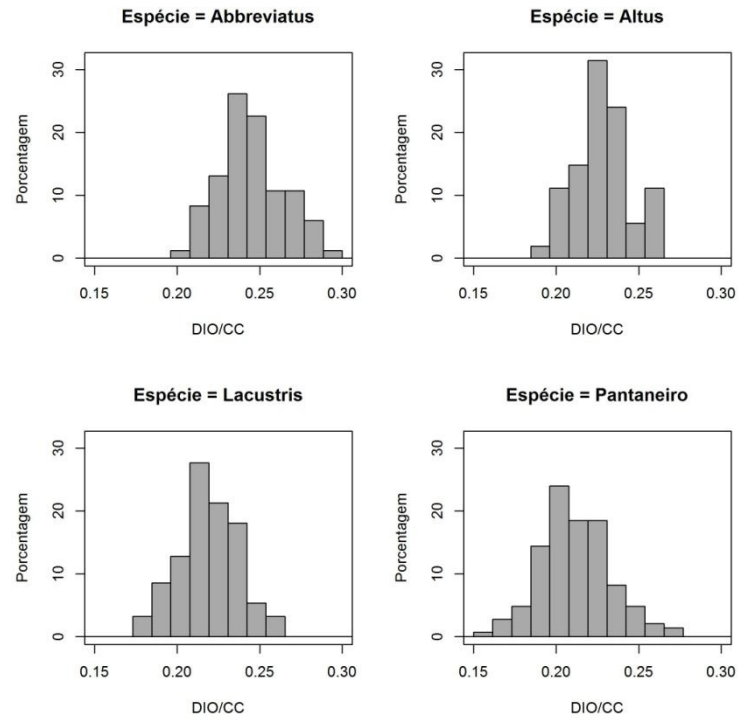 Espécie = Abbreviatus
Porcentagem
30
20
10
0
0.15 0.20 0.25 0.30
DIO/CC
Espécie = Altus
Porcentagem
30
20
10
0
0.15 0.20 0.25 0.30
DIO/CC
Espécie = Lacustris
Porcentagem
30
20
10
0
0.15 0.20 0.25 0.30
DIO/CC
Espécie = Pantaneiro
Porcentagem
30
20
10
0
0.15 0.20 0.25 0.30
DIO/CC